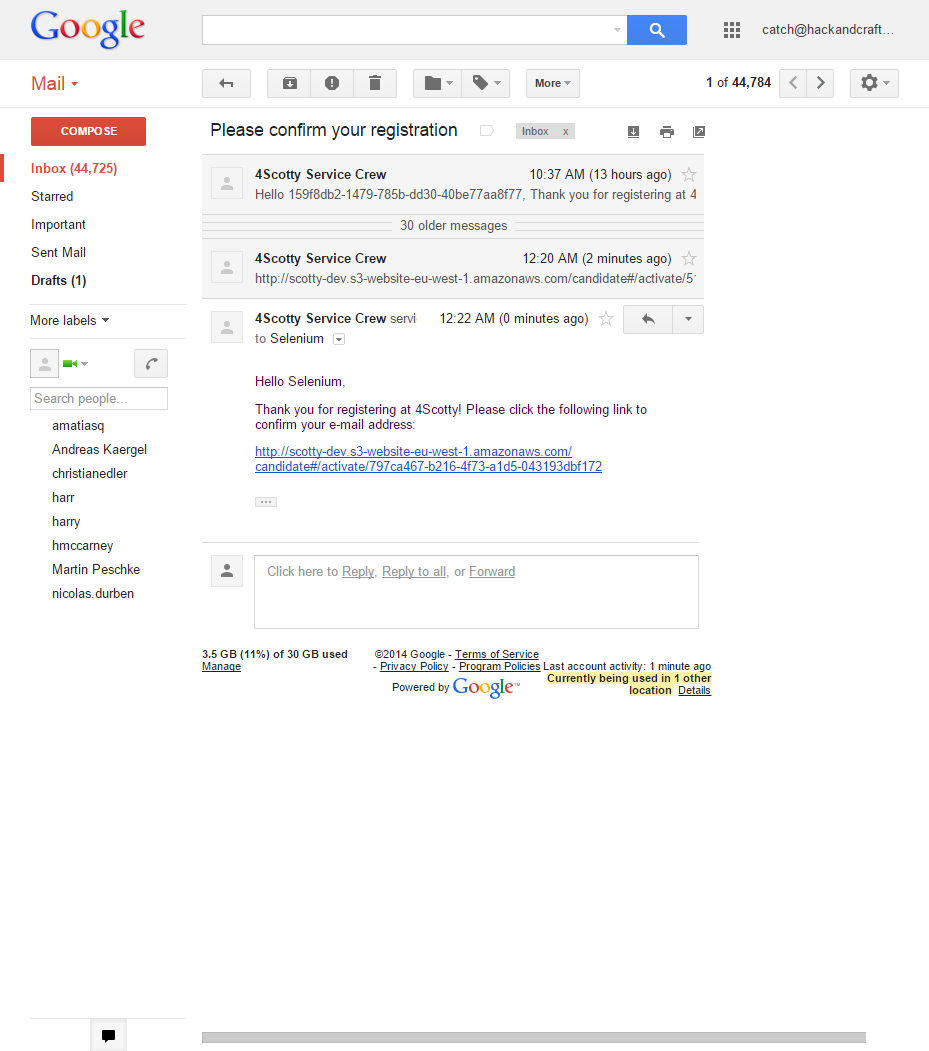 Google
catch@hackandcraft...
Mail
More
1 of 44,784
COMPOSE
Inbox (44,725)
Starred
Important
Sent Mail
Drafts (1)
More labels
Search people...
amatiasq
Andreas Kaergel
christianedler
harr
harry
hmccarney
Martin Peschke
nicolas.durben
Please confirm your registration
Inbox x
4Scotty Service Crew 10:37 AM (13 hours ago)
Hello 159f8db2-1479-785b-dd30-40be77aa8f77, Thank you for registering at 4
30 older messages
4Scotty Service Crew 12:20 AM (2 minutes ago)
http://scotty-dev.s3-website-eu-west-1.amazonaws.com/candidate#/activate/5
4Scotty Service Crew servi 12:22 AM (0 minutes ago)
to Selenium
Hello Selenium,
Thank you for registering at 4Scotty! Please click the following link to
confirm your e-mail address:
http://scotty-dev.s3-website-eu-west-1.amazonaws.com/
candidate#/activate/797ca467-b216-4f73-a1d5-043193dbf172
...
Click here to Reply, Reply to all, or Forward
3.5 GB (11%) of 30 GB used
Manage
©2014 Google - Terms of Service
- Privacy Policy - Program Policies
Powered by Google™
Last account activity: 1 minute ago
Currently being used in 1 other
location Details